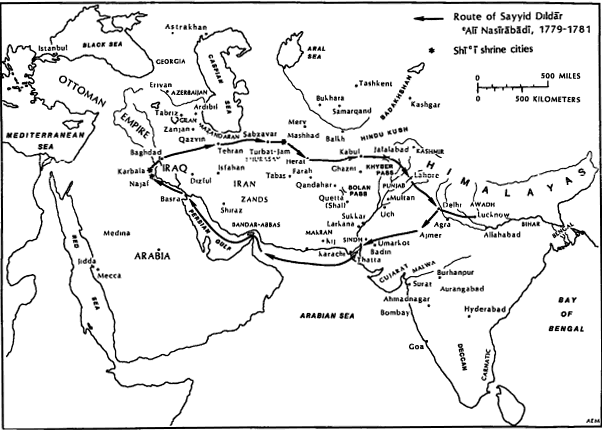 Route of Sayyid Dildār
ʿAlī Nasīrābādī, 1779-1781
* Shīʿī shrine cities
0 500 MILES
0 500 KILOMETERS
Astrakhan
Istanbul
BLACK SEA
GEORGIA
CASPIAN SEA
ARAL SEA
OTTOMAN EMPIRE
Erivan
AZERBAIJAN
Tabriz
Ardibil
GILAN
Zanjan
MAZANDARAN
Qazvin
Tehran
Sabzavar
Turbat-Jam
Mashad
Merv
Bukhara
Samarqand
Tashkent
Kashgar
BADAKHSHAN
Balkh
HINDU KUSH
MEDITERRANEAN SEA
Baghdad
Karbala
Najaf
IRAQ
Dizful
Isfahan
IRAN
ZANDS
Tabas
Farah
Herat
Kabul
Jalalabad
KASHMIR
Ghazni
KHYBER PASS
Qandahar
BOLAN PASS
Quetta
(Shal)
PUNJAB
Multan
Lahore
Uch
HIMALAYAS
Basra
Shiraz
PERSIAN GULF
BANDAR-ABBAS
MAKRAN
Kij
Sukkar
Larkana
SINDH
Umarkot
Badin
Karachi
Thatta
Delhi
AWADH
Lucknow
Agra
Ajmer
Allahabad
BIHAR
BENGAL
Medina
ARABIA
Jidda
Mecca
RED SEA
ARABIAN SEA
GUJARAT
MALWA
Burhanpur
Surat
Aurangabad
Ahmadnagar
Bombay
Hyderabad
Goa
DECCAN
CARNATIC
BAY OF BENGAL
AEM